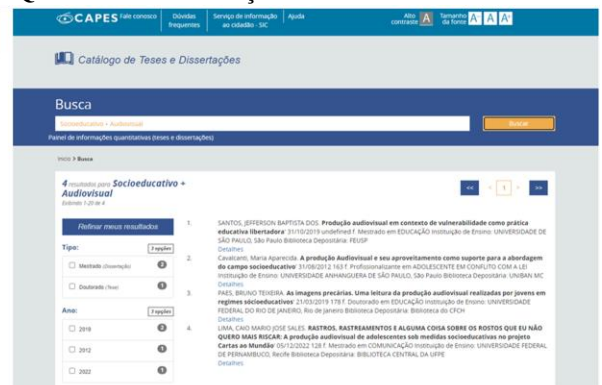 CAPES Fale conosco Dúvidas frequentes Serviço de informação ao cidadão - SIC Ajuda Alto contraste A Tamanho da fonte A- A A+
Catálogo de Teses e Dissertações
Busca
Socioeducativo + Audiovisual Buscar
Painel de informações quantitativas (teses e dissertações)
Início > Busca
4 resultados para Socioeducativo +
Audiovisual
Exibindo 1-20 de 4
<< < 1 > >>
Refinar meus resultados
Tipo: 2 opções
Mestrado (Dissertação) 2
Doutorado (Tese) 1
Ano: 3 opções
2019 2
2012 1
2022 1
1. SANTOS, JEFFERSON BAPTISTA DOS. Produção audiovisual em contexto de vulnerabilidade como prática
educativa libertadora' 31/10/2019 undefined f. Mestrado em EDUCAÇÃO Instituição de Ensino: UNIVERSIDADE DE
SÃO PAULO, São Paulo Biblioteca Depositária: FEUSP
Detalhes
2. Cavalcanti, Maria Aparecida. A produção Audiovisual e seu aproveitamento como suporte para a abordagem
do campo socioeducativo' 31/08/2012 163 f. Profissionalizante em ADOLESCENTE EM CONFLITO COM A LEI
Instituição de Ensino: UNIVERSIDADE ANHANGUERA DE SÃO PAULO, São Paulo Biblioteca Depositária: UNIBAN MC
Detalhes
3. PAES, BRUNO TEIXEIRA. As imagens precárias. Uma leitura da produção audiovisual realizadas por jovens em
regimes sócioeducativos' 21/03/2019 178 f. Doutorado em EDUCAÇÃO Instituição de Ensino: UNIVERSIDADE
FEDERAL DO RIO DE JANEIRO, Rio de Janeiro Biblioteca Depositária: Biblioteca do CFCH
Detalhes
4. LIMA, CAIO MARIO JOSE SALES. RASTROS, RASTREAMENTOS E ALGUMA COISA SOBRE OS ROSTOS QUE EU NÃO
QUERO MAIS RISCAR: A produção audiovisual de adolescentes sob medidas socioeducativas no projeto
Cartas ao Mundão' 05/12/2022 128 f. Mestrado em COMUNICAÇÃO Instituição de Ensino: UNIVERSIDADE FEDERAL
DE PERNAMBUCO, Recife Biblioteca Depositária: BIBLIOTECA CENTRAL DA UFPE
Detalhes